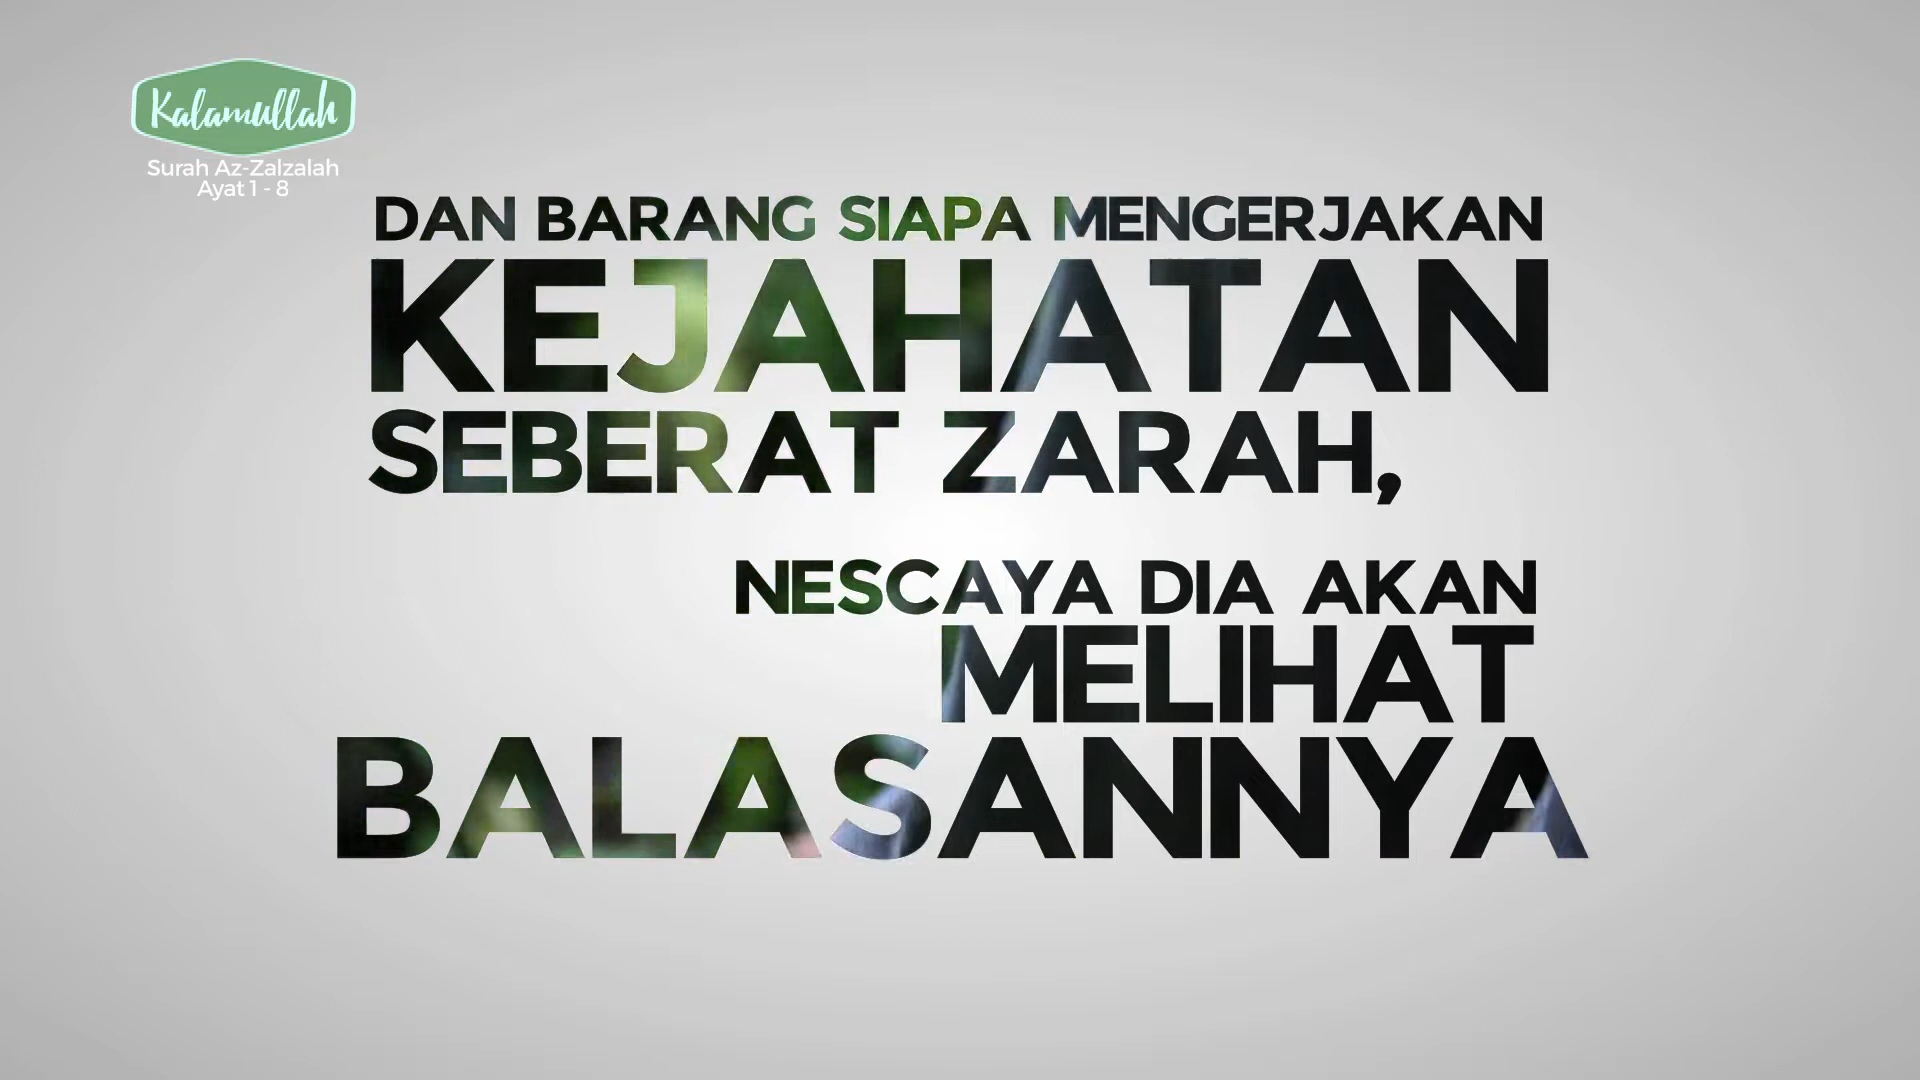 Kalamullah
Surah Az-Zalzalah
Ayat 1 - 8
DAN BARANG SIAPA MENGERJAKAN
KEJAHATAN
SEBERAT ZARAH,
NESCAYA DIA AKAN
MELIHAT
BALASANNYA